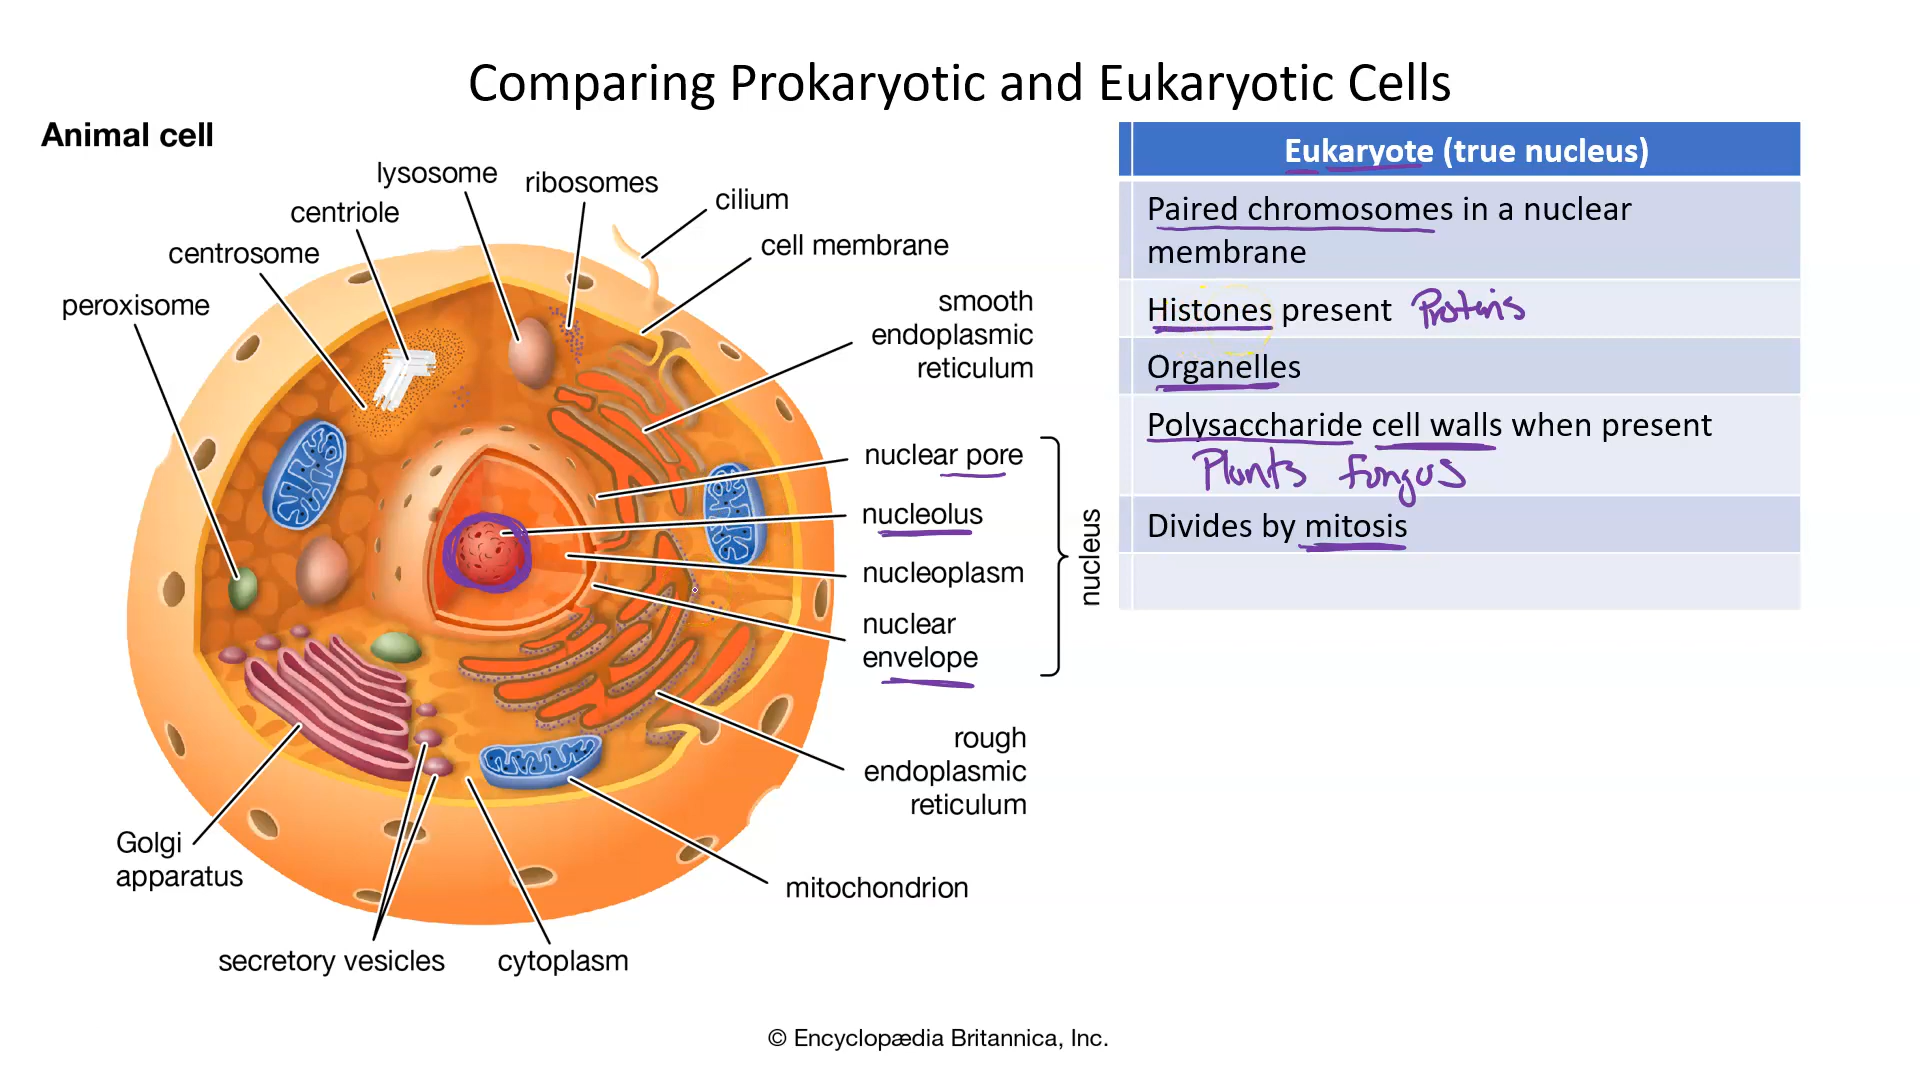 Comparing Prokaryotic and Eukaryotic Cells
Animal cell
lysosome
ribosomes
cilium
centriole
cell membrane
centrosome
peroxisome
smooth
endoplasmic
reticulum
nuclear pore
nucleolus
nucleoplasm
nuclear
envelope
nucleus
rough
endoplasmic
reticulum
Golgi
apparatus
mitochondrion
secretory vesicles
cytoplasm
Eukaryote (true nucleus)
Paired chromosomes in a nuclear
membrane
Histones present Proteins
Organelles
Polysaccharide cell walls when present
Plants fungus
Divides by mitosis
© Encyclopædia Britannica, Inc.